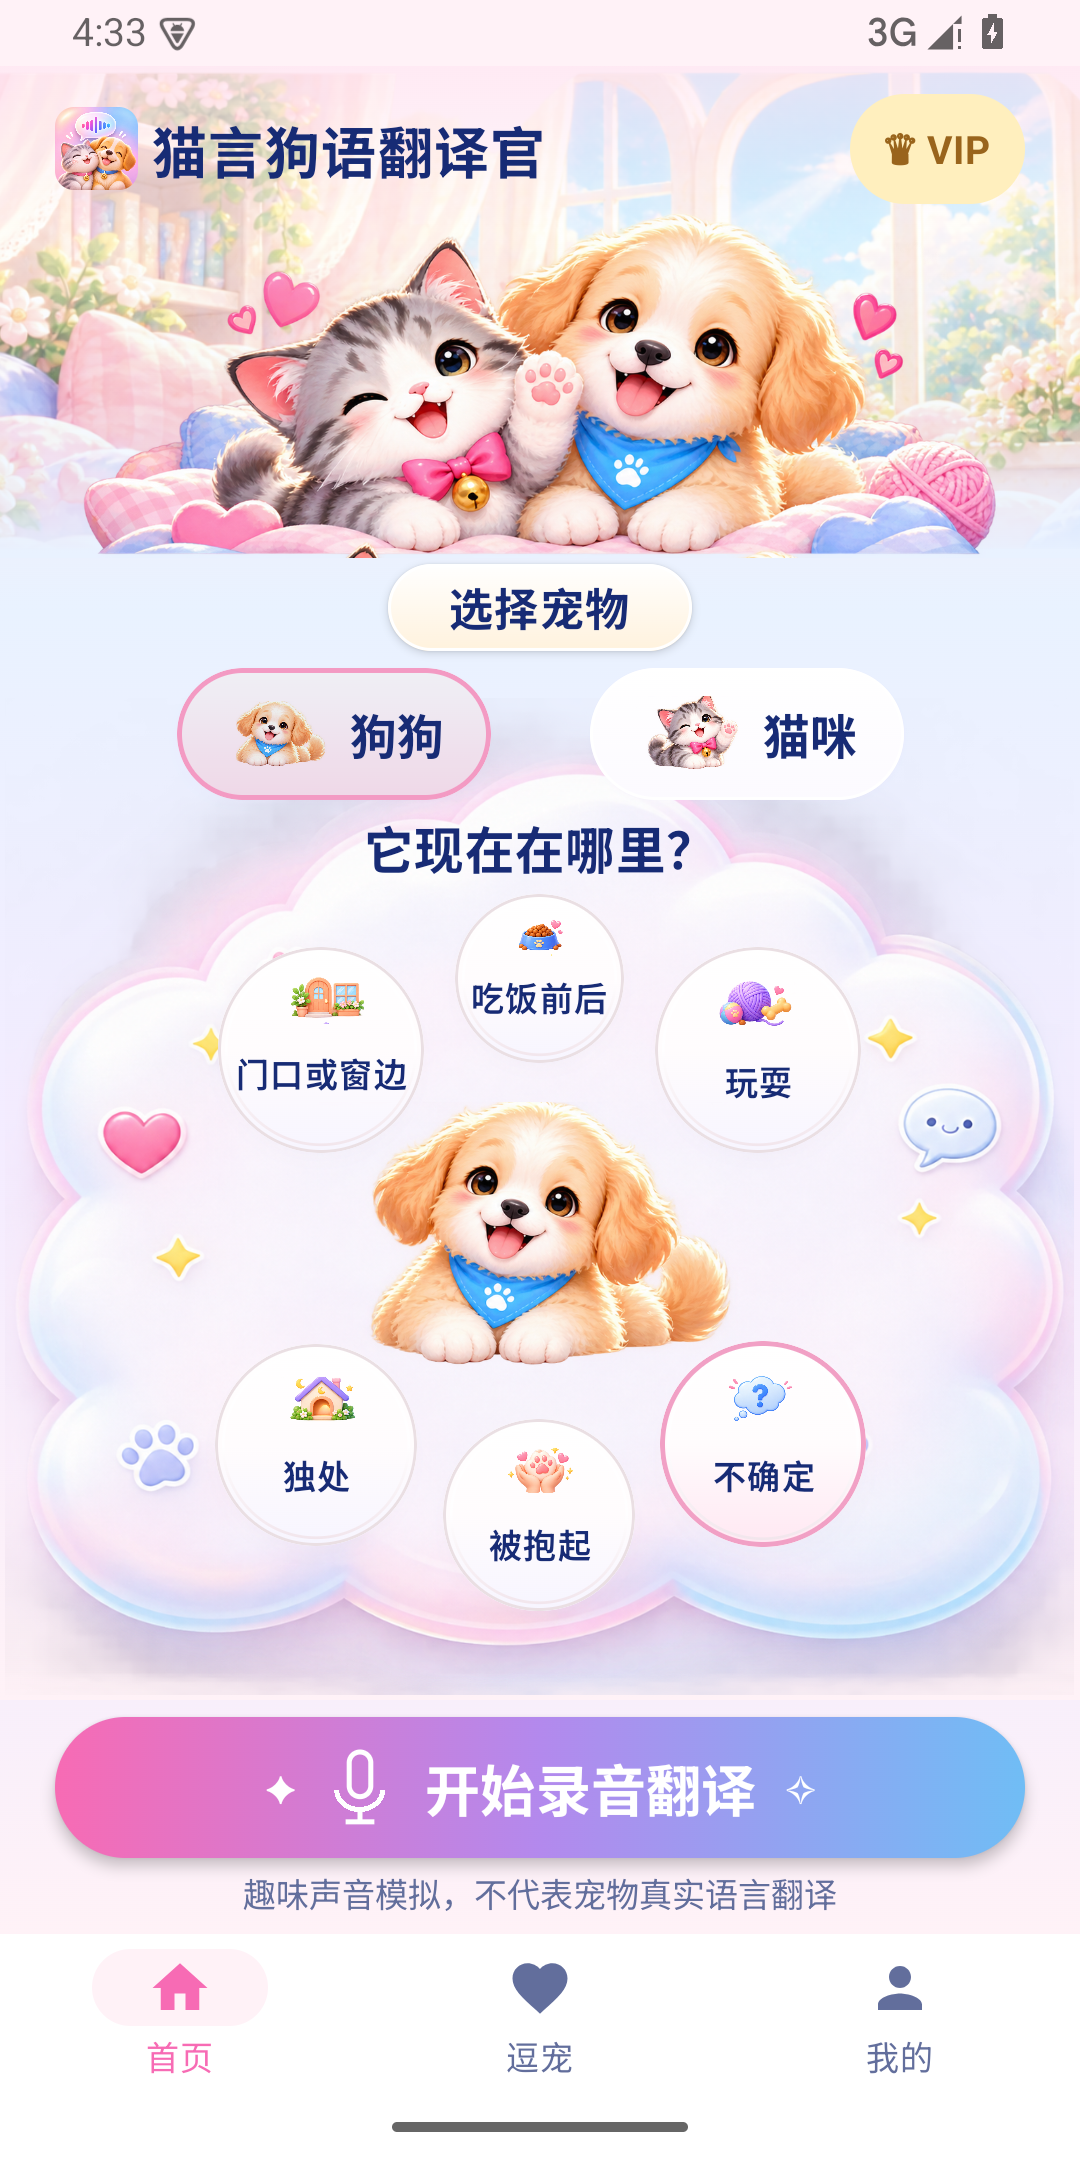 4:33
3G
猫言狗语翻译官
VIP
选择宠物
狗狗
猫咪
它现在在哪里?
吃饭前后
门口或窗边
玩耍
独处
被抱起
不确定
开始录音翻译
趣味声音模拟，不代表宠物真实语言翻译
首页
逗宠
我的